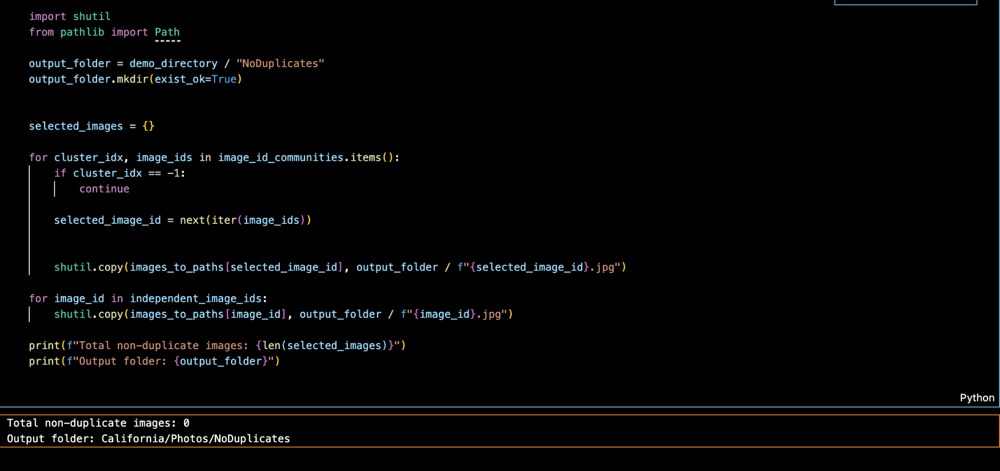 import shutil
from pathlib import Path
output_folder = demo_directory / "NoDuplicates"
output_folder.mkdir(exist_ok=True)
selected_images = {}
for cluster_idx, image_ids in image_id_communities.items():
    if cluster_idx == -1:
        continue
    selected_image_id = next(iter(image_ids))
    shutil.copy(images_to_paths[selected_image_id], output_folder / f"{selected_image_id}.jpg")
for image_id in independent_image_ids:
    shutil.copy(images_to_paths[image_id], output_folder / f"{image_id}.jpg")
print(f"Total non-duplicate images: {len(selected_images)}")
print(f"Output folder: {output_folder}")
Python
Total non-duplicate images: 0
Output folder: California/Photos/NoDuplicates